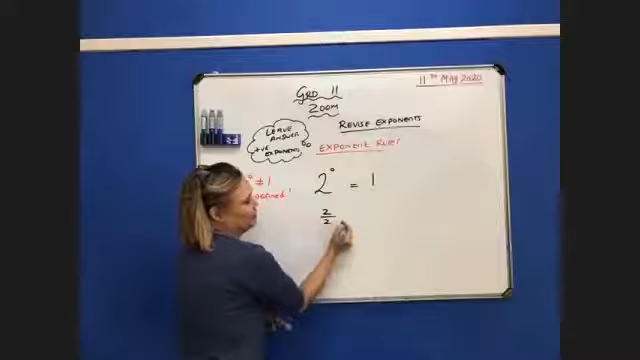 11TH MAY 2020
GRD 11
ZOOM
LEAVE
ANSWER
+VE
EXPONENTS
REVISE EXPONENTS
EXPONENT RULES
° ≠ 1
2° = 1
2
2